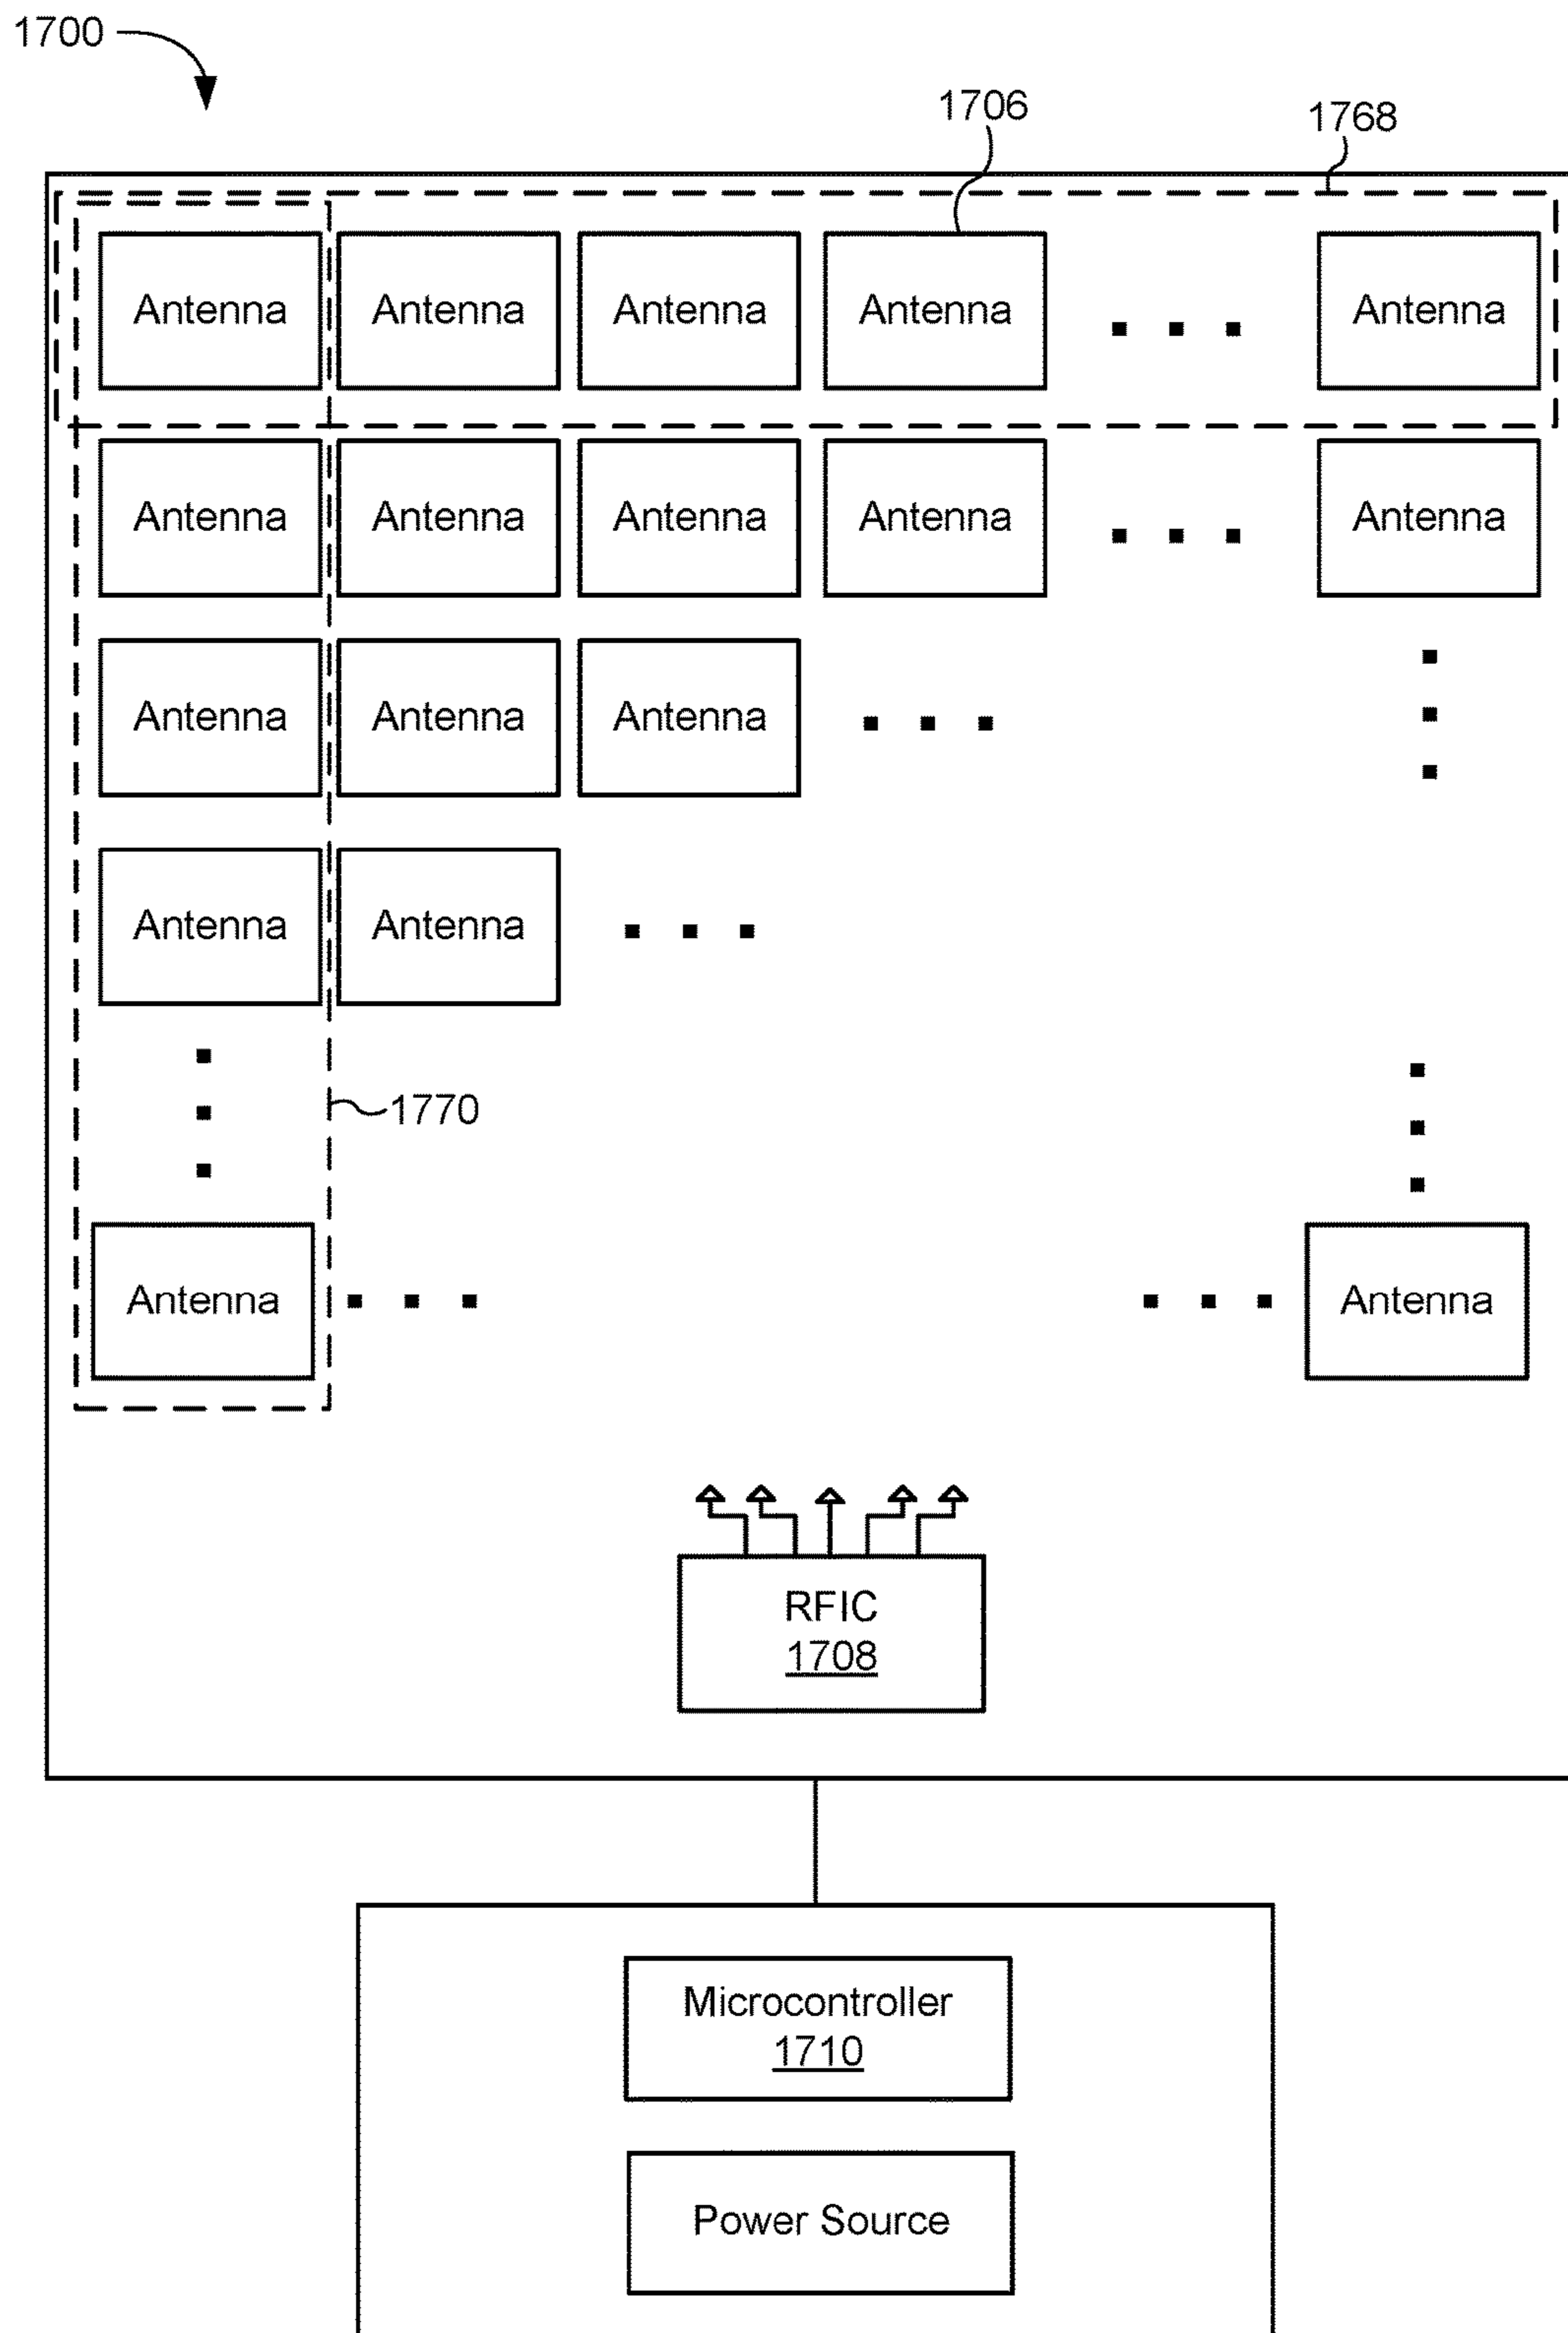 1700
1706
1768
Antenna Antenna Antenna Antenna Antenna
Antenna Antenna Antenna Antenna Antenna
Antenna Antenna Antenna
Antenna Antenna
1770
Antenna Antenna
RFIC
1708
Microcontroller
1710
Power Source